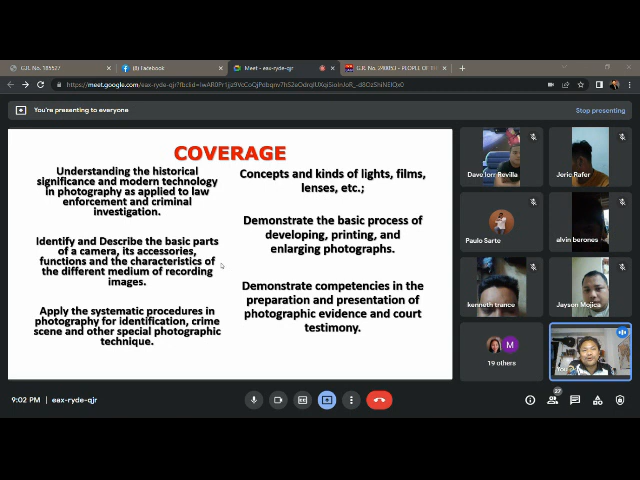 G.R. No. 185527
(8) Facebook
Meet - eax-ryde-qjr
G.R. No. 240053 - PEOPLE OF
You're presenting to everyone
Stop presenting
COVERAGE
Understanding the historical
significance and modern technology
in photography as applied to law
enforcement and criminal
investigation.
Identify and Describe the basic parts
of a camera, its accessories,
functions and the characteristics of
the different medium of recording
images.
Apply the systematic procedures in
photography for identification, crime
scene and other special photographic
technique.
Concepts and kinds of lights, films,
lenses, etc.;
Demonstrate the basic process of
developing, printing, and
enlarging photographs.
Demonstrate competencies in the
preparation and presentation of
photographic evidence and court
testimony.
Dave Iorr Revilla
Jeric Rafer
Paulo Sarte
alvin berones
kenneth trance
Jayson Mojica
M
19 others
You
9:02 PM
eax-ryde-qjr
27